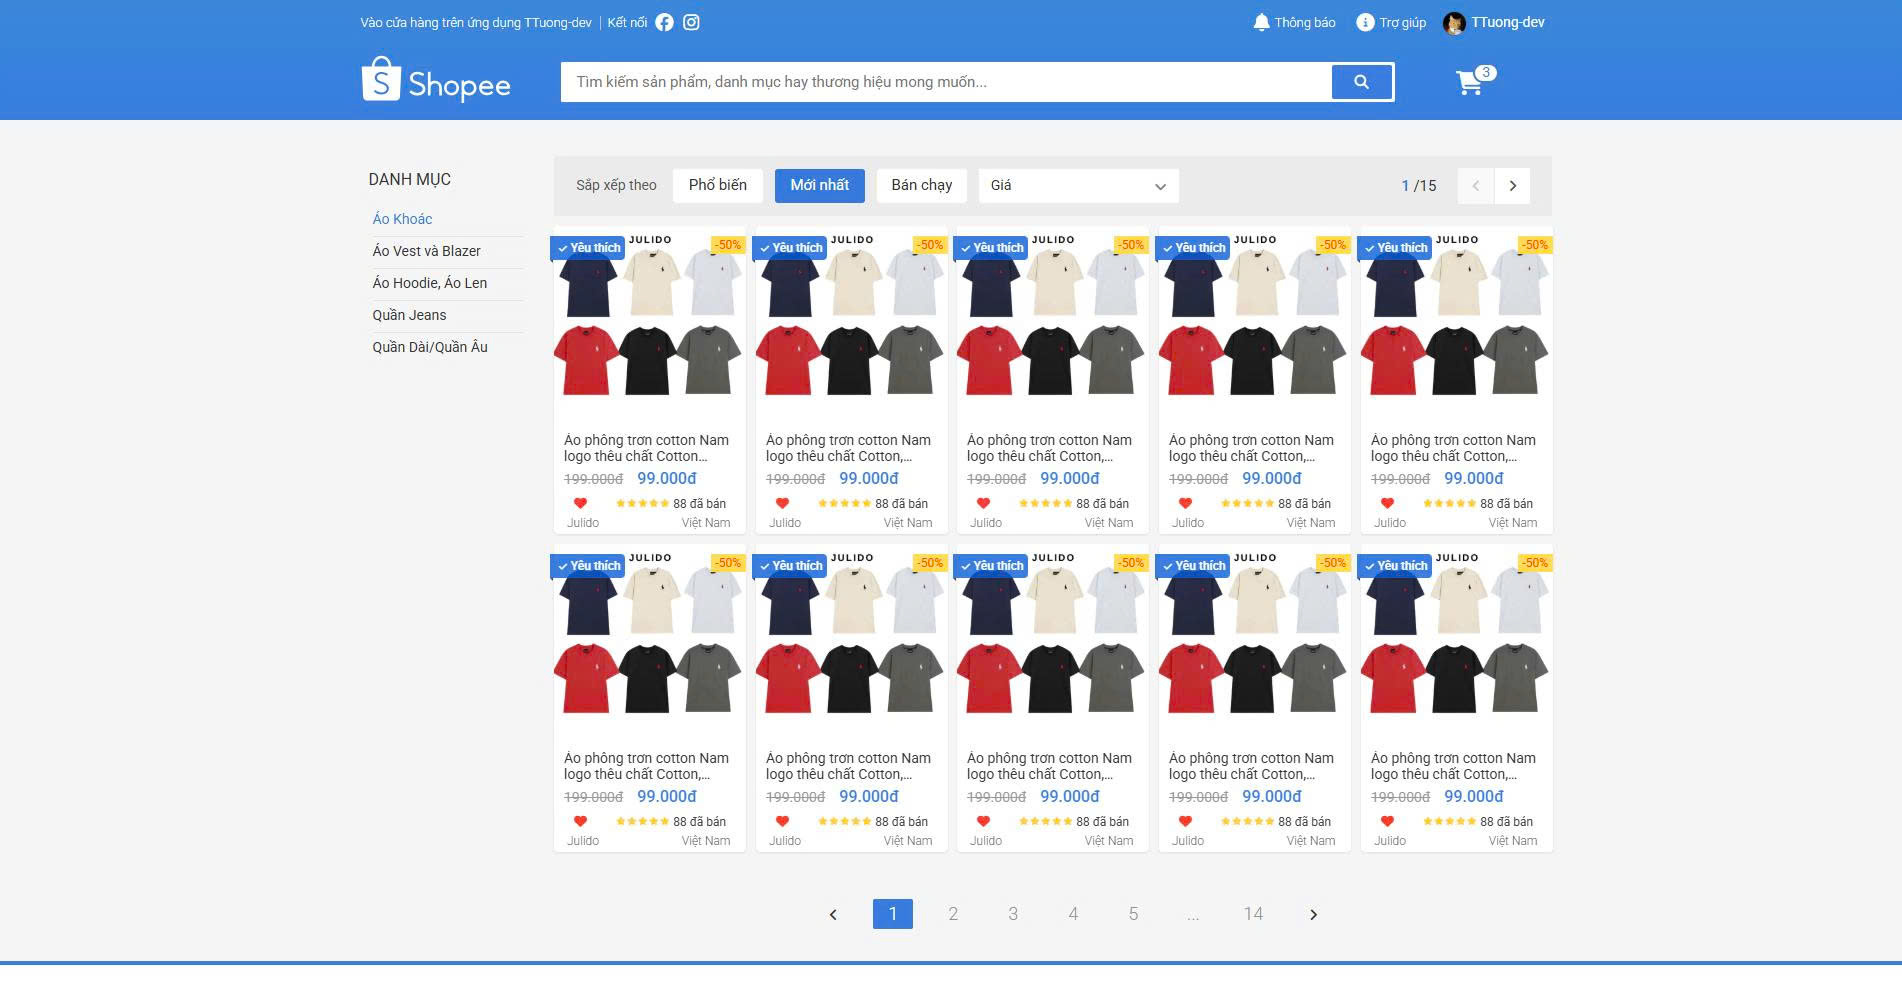 Vào cửa hàng trên ứng dụng TTuong-dev Kết nối Thông báo Trợ giúp TTuong-dev
S Shopee Tìm kiếm sản phẩm, danh mục hay thương hiệu mong muốn... 3
DANH MỤC
Áo Khoác
Áo Vest và Blazer
Áo Hoodie, Áo Len
Quần Jeans
Quần Dài/Quần Âu
Sắp xếp theo Phổ biến Mới nhất Bán chạy Giá 1 /15
Yêu thích JULIDO -50%
Áo phông trơn cotton Nam
logo thêu chất Cotton...
199.000đ 99.000đ
88 đã bán
Julido Việt Nam
Yêu thích JULIDO -50%
Áo phông trơn cotton Nam
logo thêu chất Cotton,...
199.000đ 99.000đ
88 đã bán
Julido Việt Nam
Yêu thích JULIDO -50%
Áo phông trơn cotton Nam
logo thêu chất Cotton,...
199.000đ 99.000đ
88 đã bán
Julido Việt Nam
Yêu thích JULIDO -50%
Áo phông trơn cotton Nam
logo thêu chất Cotton,...
199.000đ 99.000đ
88 đã bán
Julido Việt Nam
Yêu thích JULIDO -50%
Áo phông trơn cotton Nam
logo thêu chất Cotton,...
199.000đ 99.000đ
88 đã bán
Julido Việt Nam
Yêu thích JULIDO -50%
Áo phông trơn cotton Nam
logo thêu chất Cotton,...
199.000đ 99.000đ
88 đã bán
Julido Việt Nam
Yêu thích JULIDO -50%
Áo phông trơn cotton Nam
logo thêu chất Cotton,...
199.000đ 99.000đ
88 đã bán
Julido Việt Nam
Yêu thích JULIDO -50%
Áo phông trơn cotton Nam
logo thêu chất Cotton,...
199.000đ 99.000đ
88 đã bán
Julido Việt Nam
Yêu thích JULIDO -50%
Áo phông trơn cotton Nam
logo thêu chất Cotton,...
199.000đ 99.000đ
88 đã bán
Julido Việt Nam
Yêu thích JULIDO -50%
Áo phông trơn cotton Nam
logo thêu chất Cotton,...
199.000đ 99.000đ
88 đã bán
Julido Việt Nam
1 2 3 4 5 ... 14